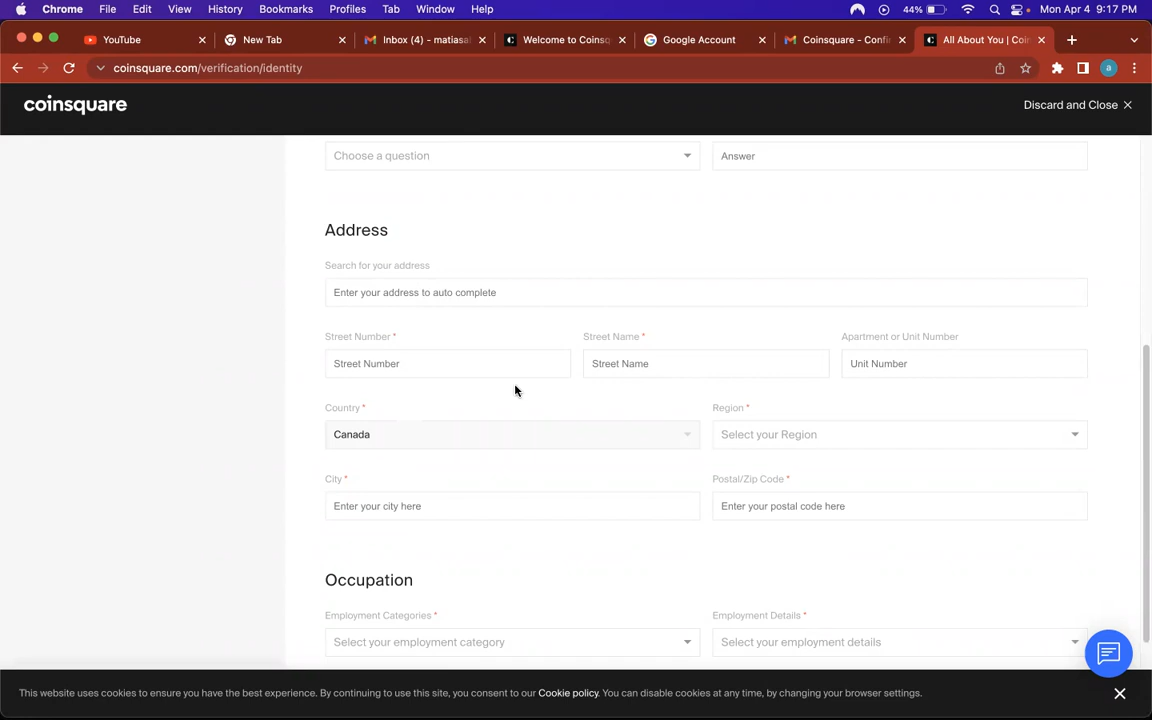 Chrome File Edit View History Bookmarks Profiles Tab Window Help 44% Mon Apr 4 9:17 PM
YouTube New Tab Inbox (4) - matiasa Welcome to Coinsq Google Account Coinsquare - Confi All About You | Coin
coinsquare.com/verification/identity a
coinsquare Discard and Close
Choose a question Answer
Address
Search for your address
Enter your address to auto complete
Street Number * Street Name * Apartment or Unit Number
Street Number Street Name Unit Number
Country * Region *
Canada Select your Region
City * Postal/Zip Code *
Enter your city here Enter your postal code here
Occupation
Employment Categories * Employment Details *
Select your employment category Select your employment details
This website uses cookies to ensure you have the best experience. By continuing to use this site, you consent to our Cookie policy. You can disable cookies at any time, by changing your browser settings.